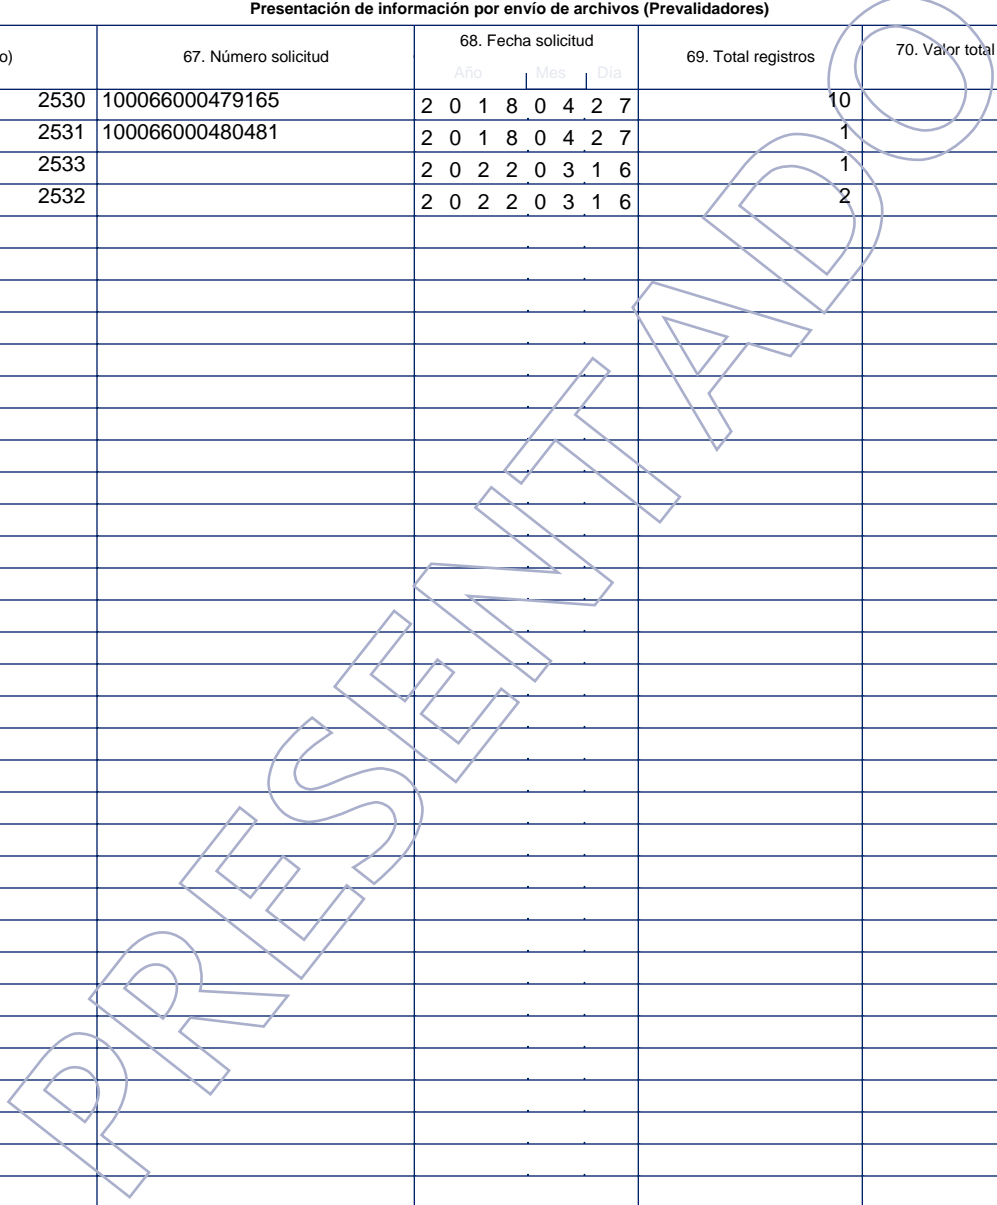 Presentación de información por envío de archivos (Prevalidadores)
o) 67. Número solicitud 68. Fecha solicitud 69. Total registros 70. Valor total
Año Mes Día
2530 100066000479165 2 0 1 8 0 4 2 7 10
2531 100066000480481 2 0 1 8 0 4 2 7 1
2533 2 0 2 2 0 3 1 6 1
2532 2 0 2 2 0 3 1 6 2
PRESENTADO